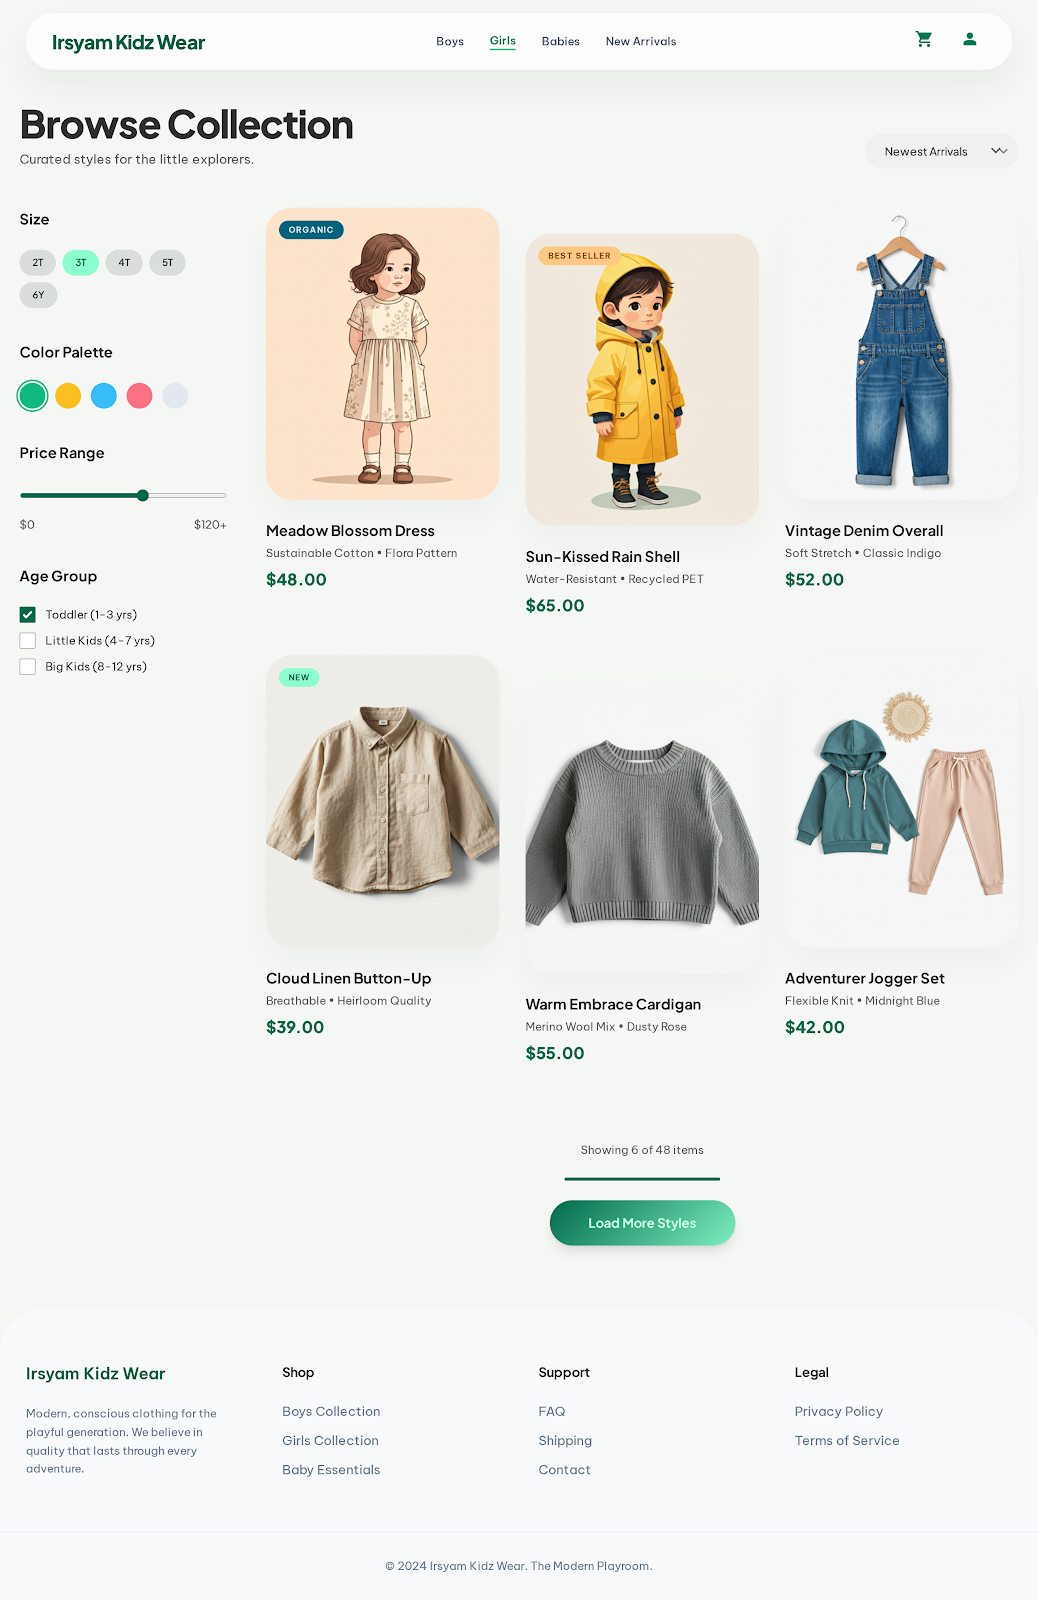 Irsyam Kidz Wear
Boys
Girls
Babies
New Arrivals
Browse Collection
Curated styles for the little explorers.
Newest Arrivals
Size
2T
3T
4T
5T
6Y
Color Palette
Price Range
$0
$120+
Age Group
Toddler (1-3 yrs)
Little Kids (4-7 yrs)
Big Kids (8-12 yrs)
ORGANIC
Meadow Blossom Dress
Sustainable Cotton • Flora Pattern
$48.00
BEST SELLER
Sun-Kissed Rain Shell
Water-Resistant • Recycled PET
$65.00
Vintage Denim Overall
Soft Stretch • Classic Indigo
$52.00
NEW
Cloud Linen Button-Up
Breathable • Heirloom Quality
$39.00
Warm Embrace Cardigan
Merino Wool Mix • Dusty Rose
$55.00
Adventurer Jogger Set
Flexible Knit • Midnight Blue
$42.00
Showing 6 of 48 items
Load More Styles
Irsyam Kidz Wear
Modern, conscious clothing for the
playful generation. We believe in
quality that lasts through every
adventure.
Shop
Boys Collection
Girls Collection
Baby Essentials
Support
FAQ
Shipping
Contact
Legal
Privacy Policy
Terms of Service
© 2024 Irsyam Kidz Wear. The Modern Playroom.